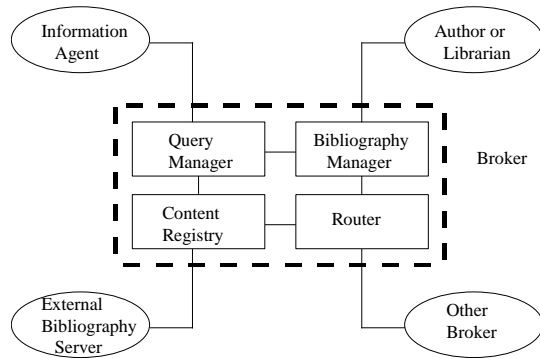 Information
Agent
Author or
Librarian
Query
Manager
Bibliography
Manager
Broker
Content
Registry
Router
External
Bibliography
Server
Other
Broker